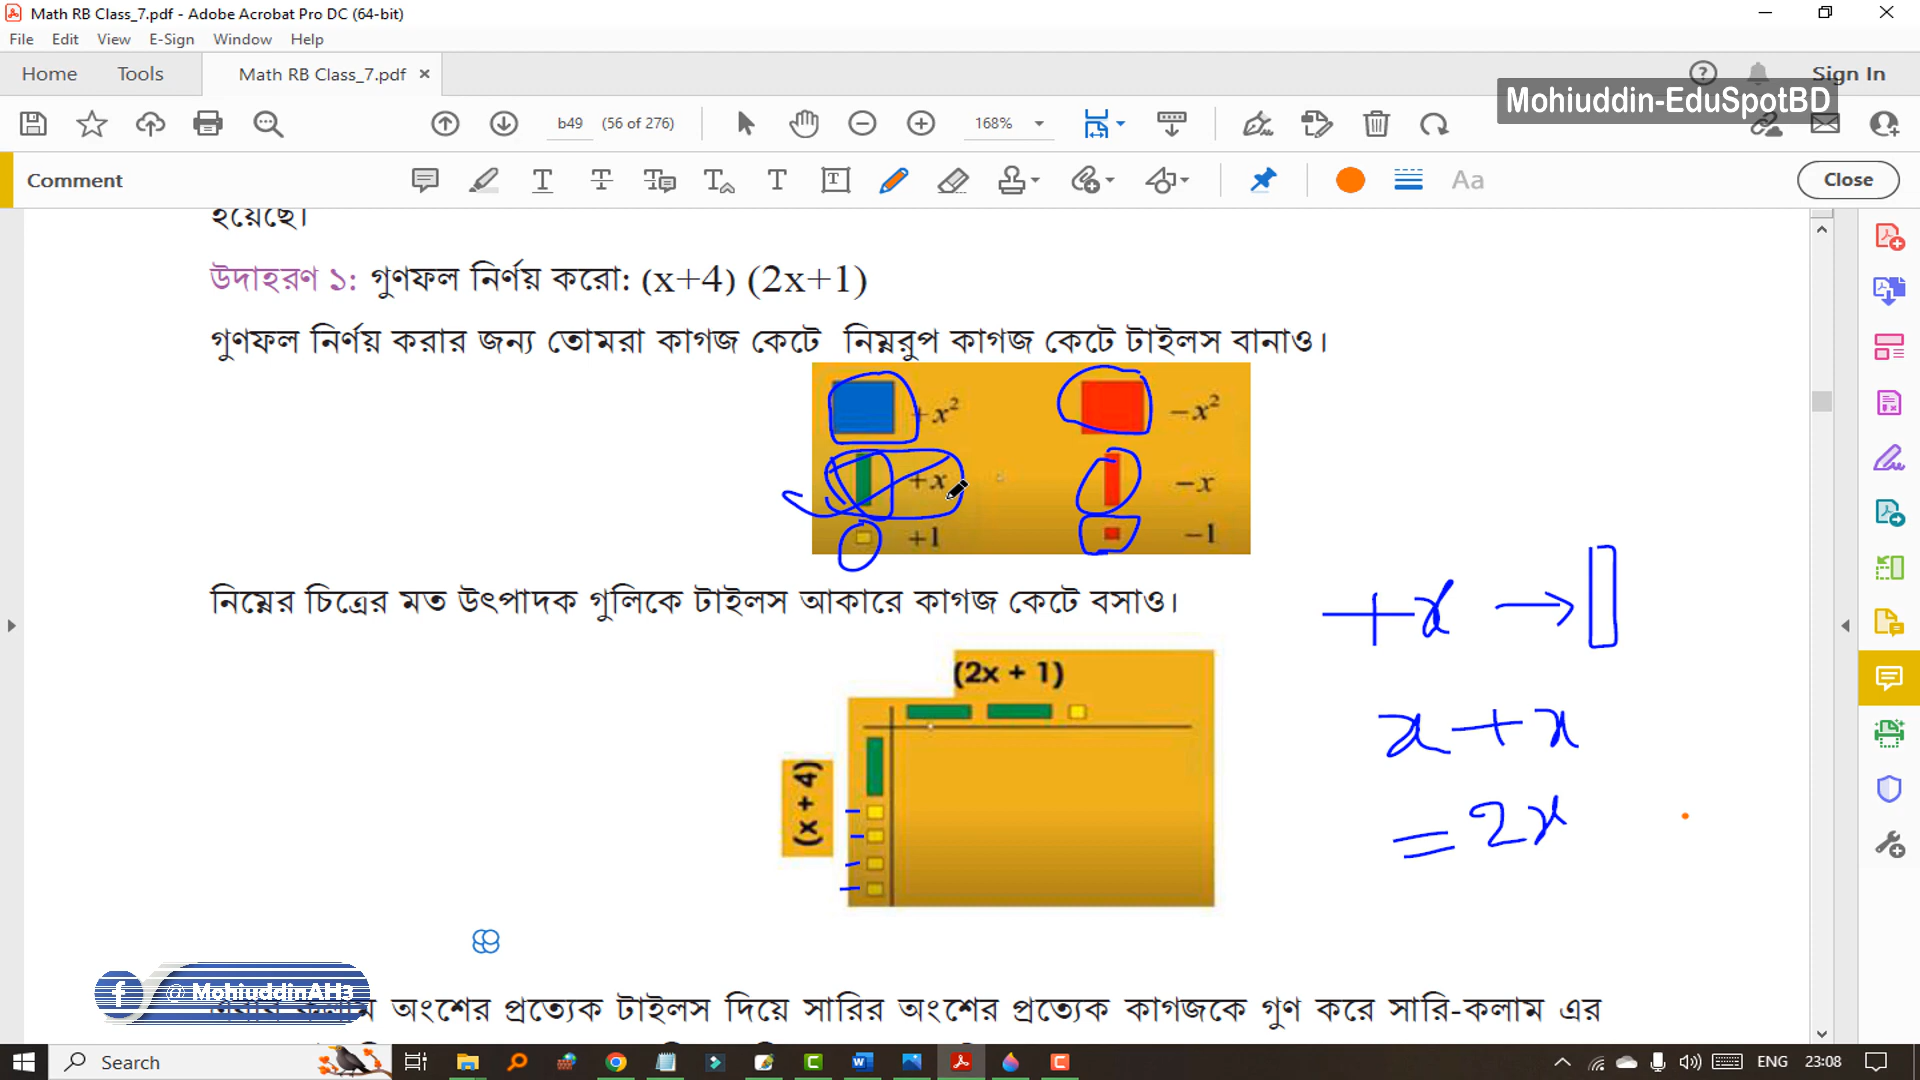 Math RB Class_7.pdf - Adobe Acrobat Pro DC (64-bit)
File Edit View E-Sign Window Help
Home Tools Math RB Class_7.pdf × Sign In
Mohiuddin-EduSpotBD
b49 (56 of 276) 168%
Comment Aa Close
হয়েছে।
উদাহরণ ১: গুণফল নির্ণয় করো: (x+4) (2x+1)
গুণফল নির্ণয় করার জন্য তোমরা কাগজ কেটে নিম্নরুপ কাগজ কেটে টাইলস বানাও।
+x² −x²
+x −x
+1 −1
নিম্নের চিত্রের মত উৎপাদক গুলিকে টাইলস আকারে কাগজ কেটে বসাও।
+x →
(2x + 1)
x + x
(x + 4)
= 2x
@ MohiuddinAH3
অংশের প্রত্যেক টাইলস দিয়ে সারির অংশের প্রত্যেক কাগজকে গুণ করে সারি-কলাম এর
Search ENG 23:08